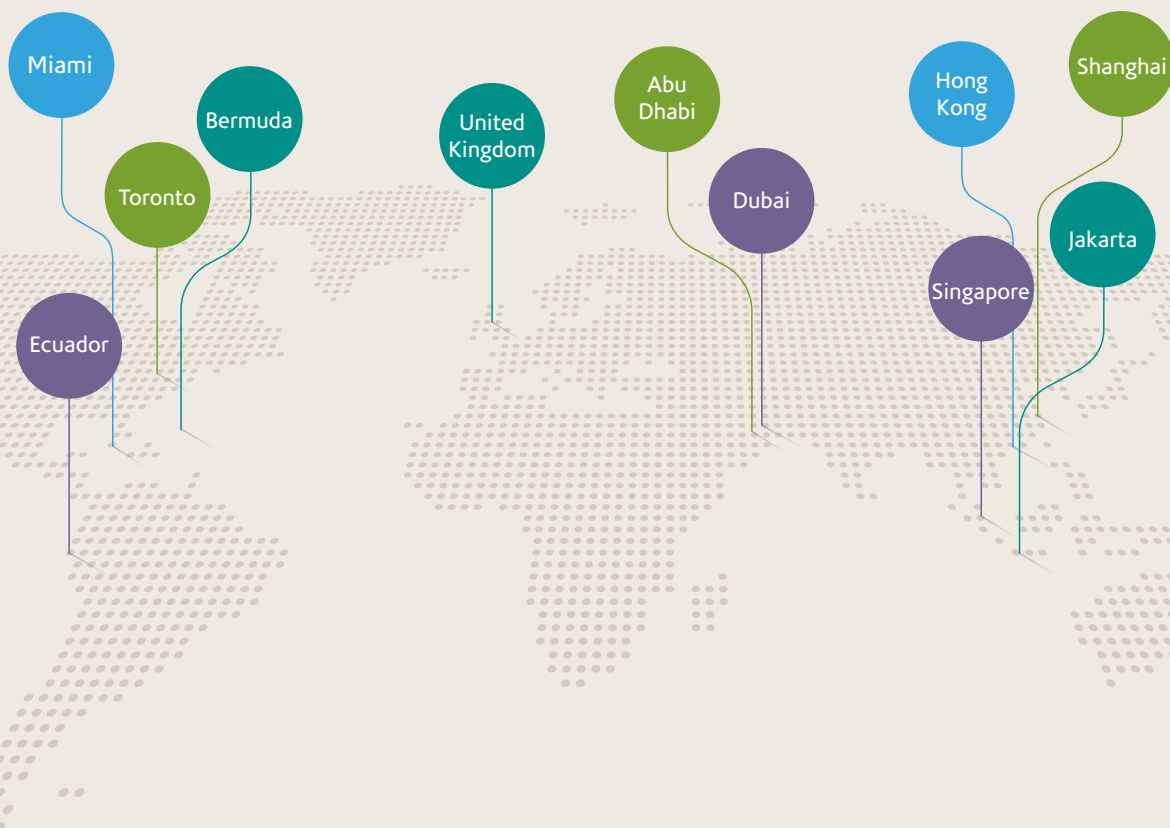 Miami
Bermuda
Toronto
Ecuador
United
Kingdom
Abu
Dhabi
Dubai
Hong
Kong
Shanghai
Singapore
Jakarta